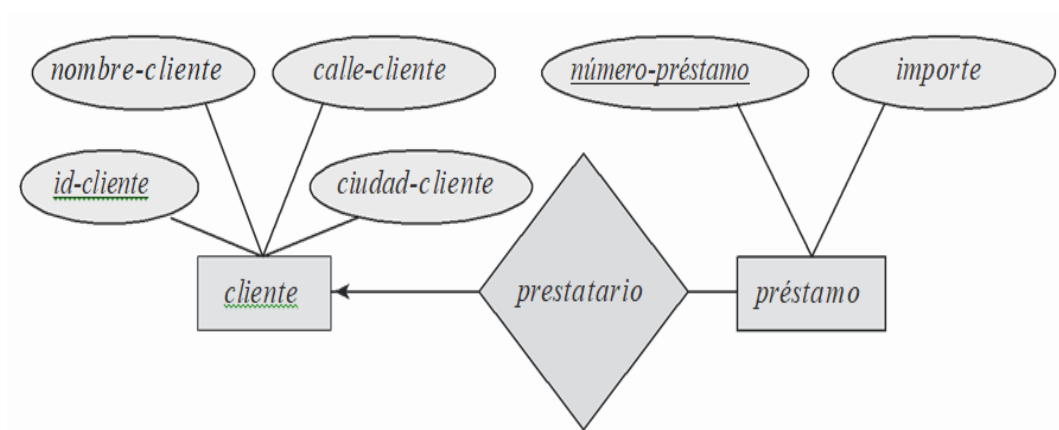 nombre-cliente
calle-cliente
número-préstamo
importe
id-cliente
ciudad-cliente
cliente
prestatario
préstamo